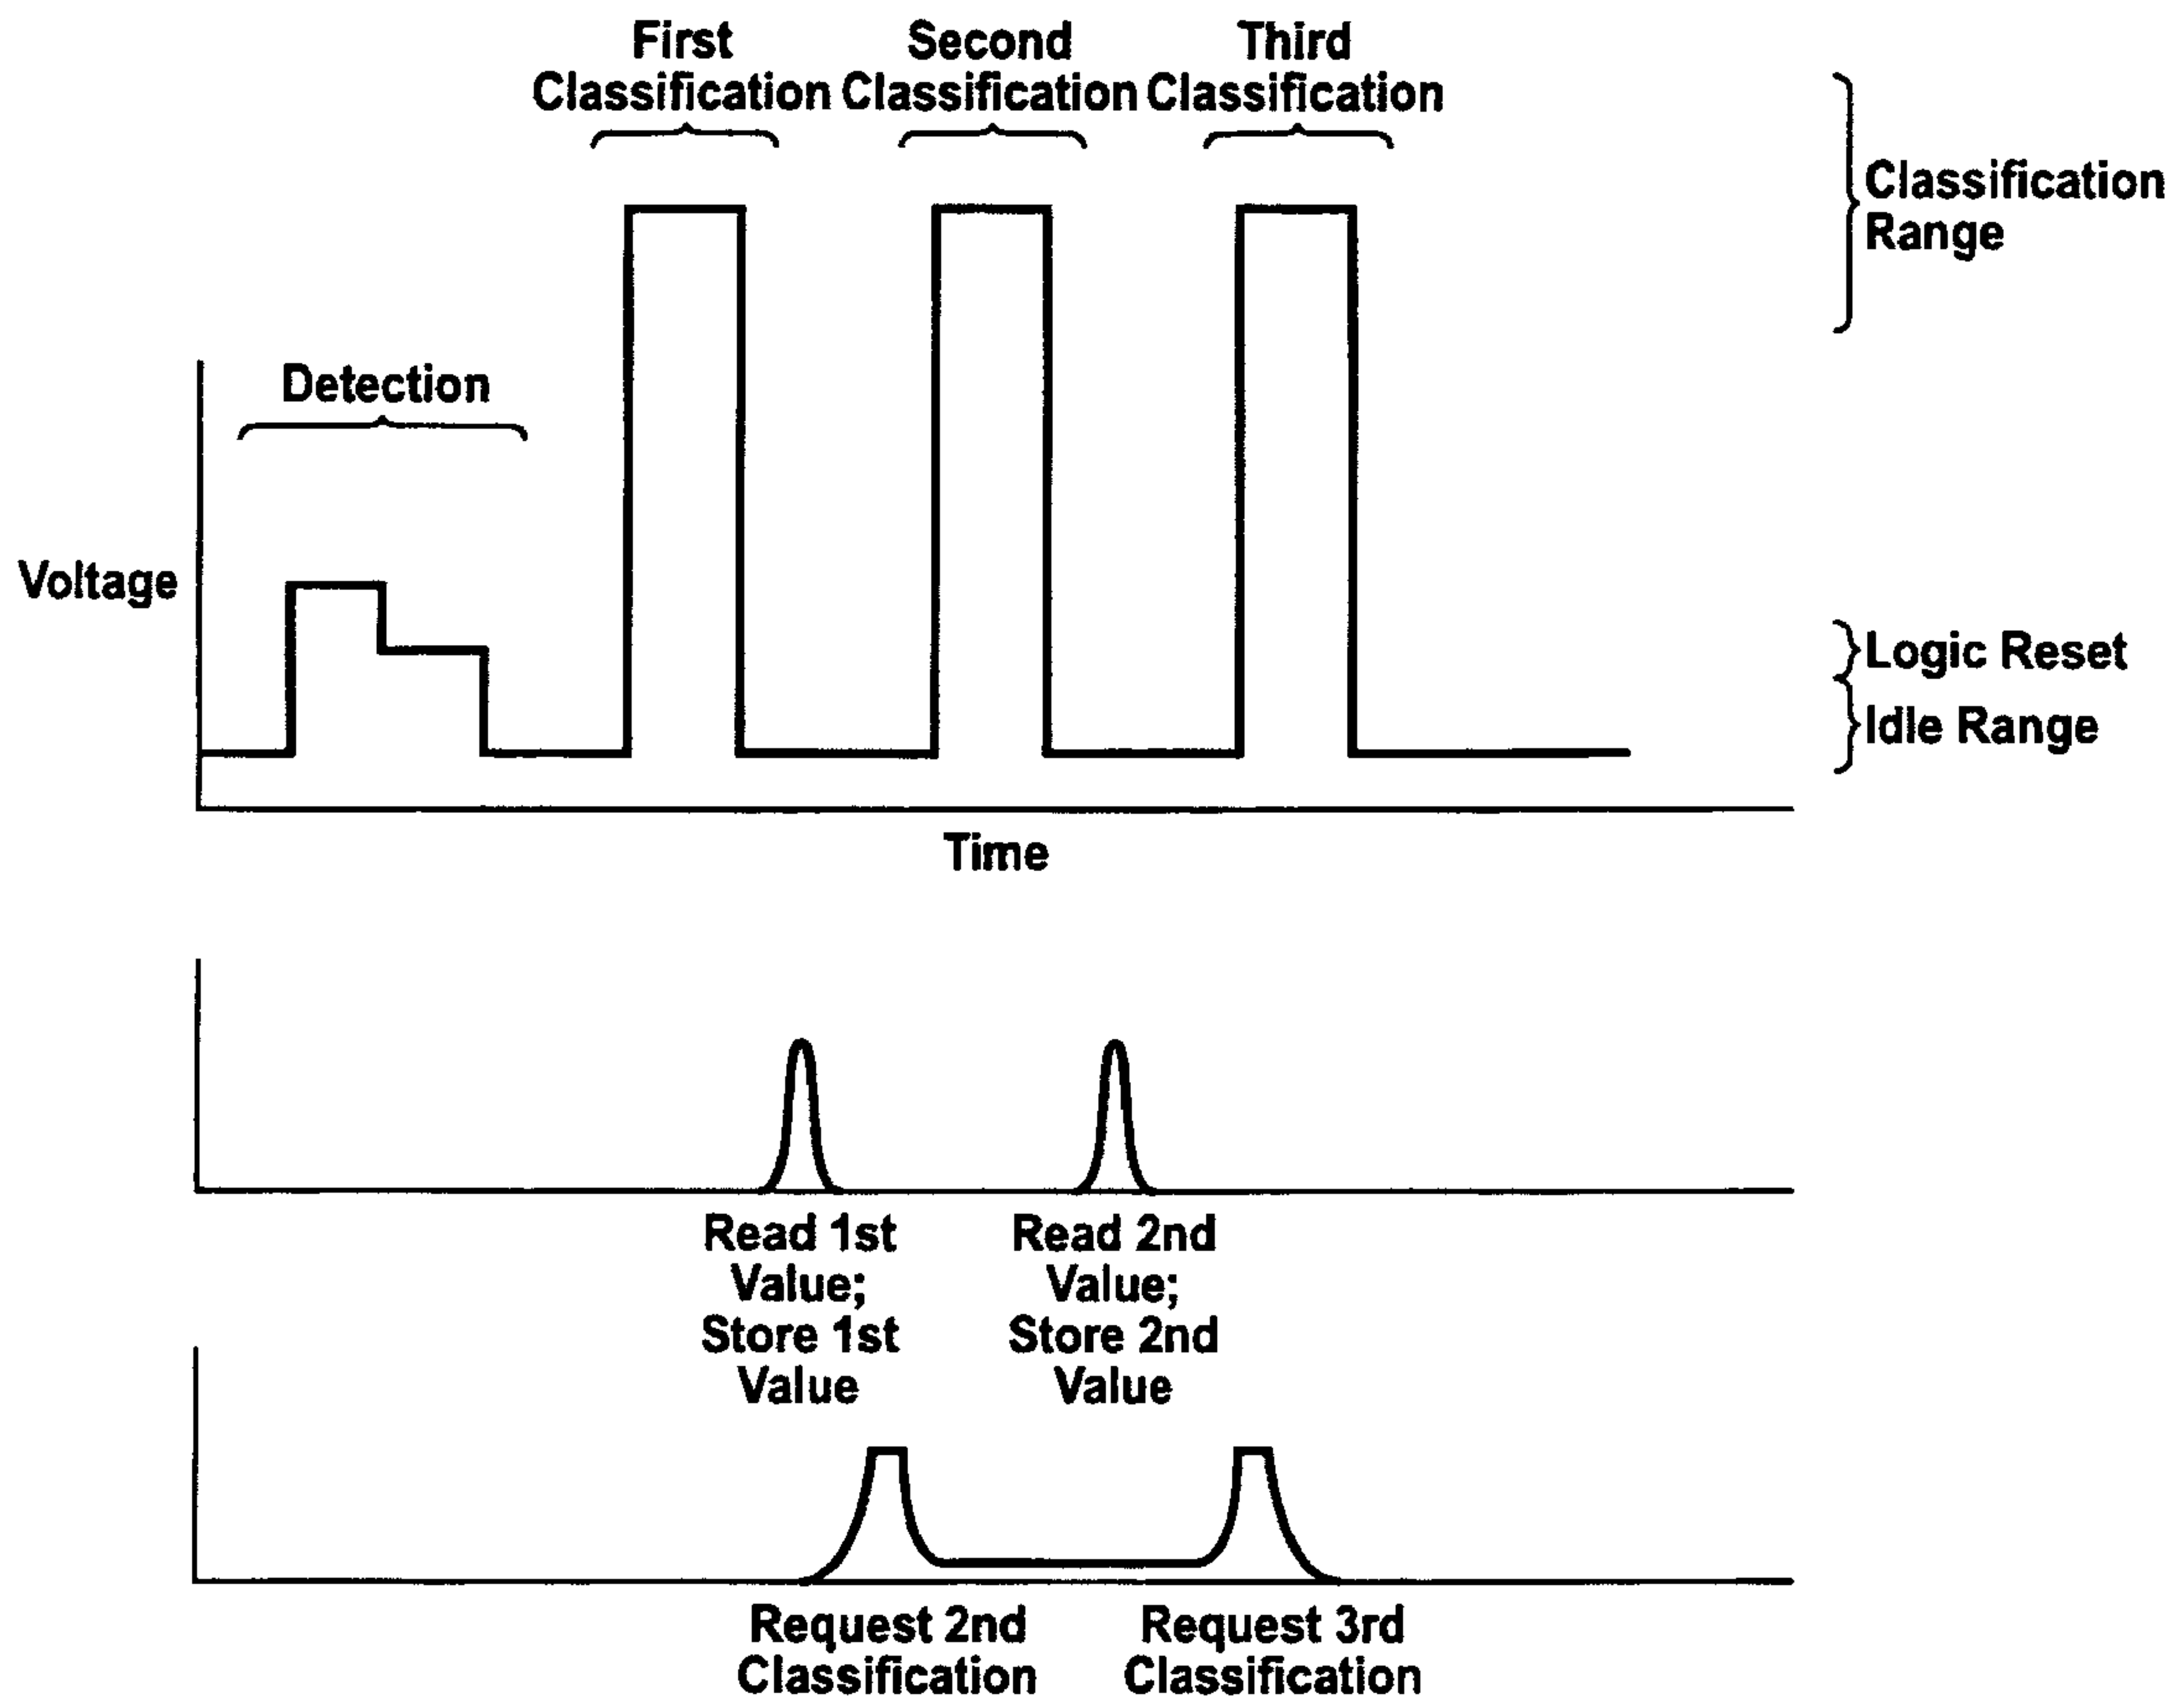 First
Classification
Second
Classification
Third
Classification
Classification
Range
Detection
Voltage
Logic Reset
Idle Range
Time
Read 1st
Value;
Store 1st
Value
Read 2nd
Value;
Store 2nd
Value
Request 2nd
Classification
Request 3rd
Classification